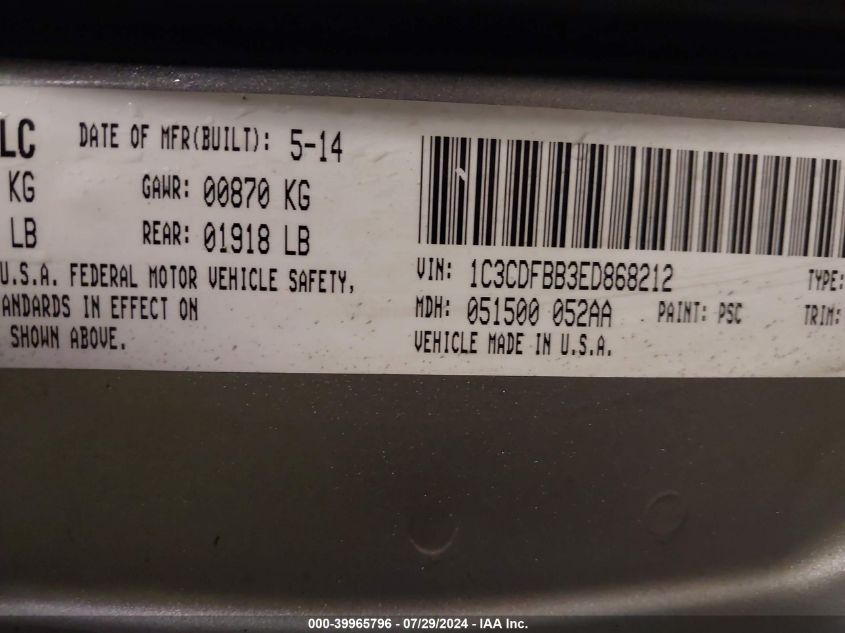 LC DATE OF MFR(BUILT): 5-14
KG GAWR: 00870 KG
LB REAR: 01918 LB
U.S.A. FEDERAL MOTOR VEHICLE SAFETY,
ANDARDS IN EFFECT ON
SHOWN ABOVE.
VIN: 1C3CDFBB3ED868212 TYPE:
MDH: 051500 052AA PAINT: PSC TRIM:
VEHICLE MADE IN U.S.A.
000-39965796 - 07/29/2024 - IAA Inc.